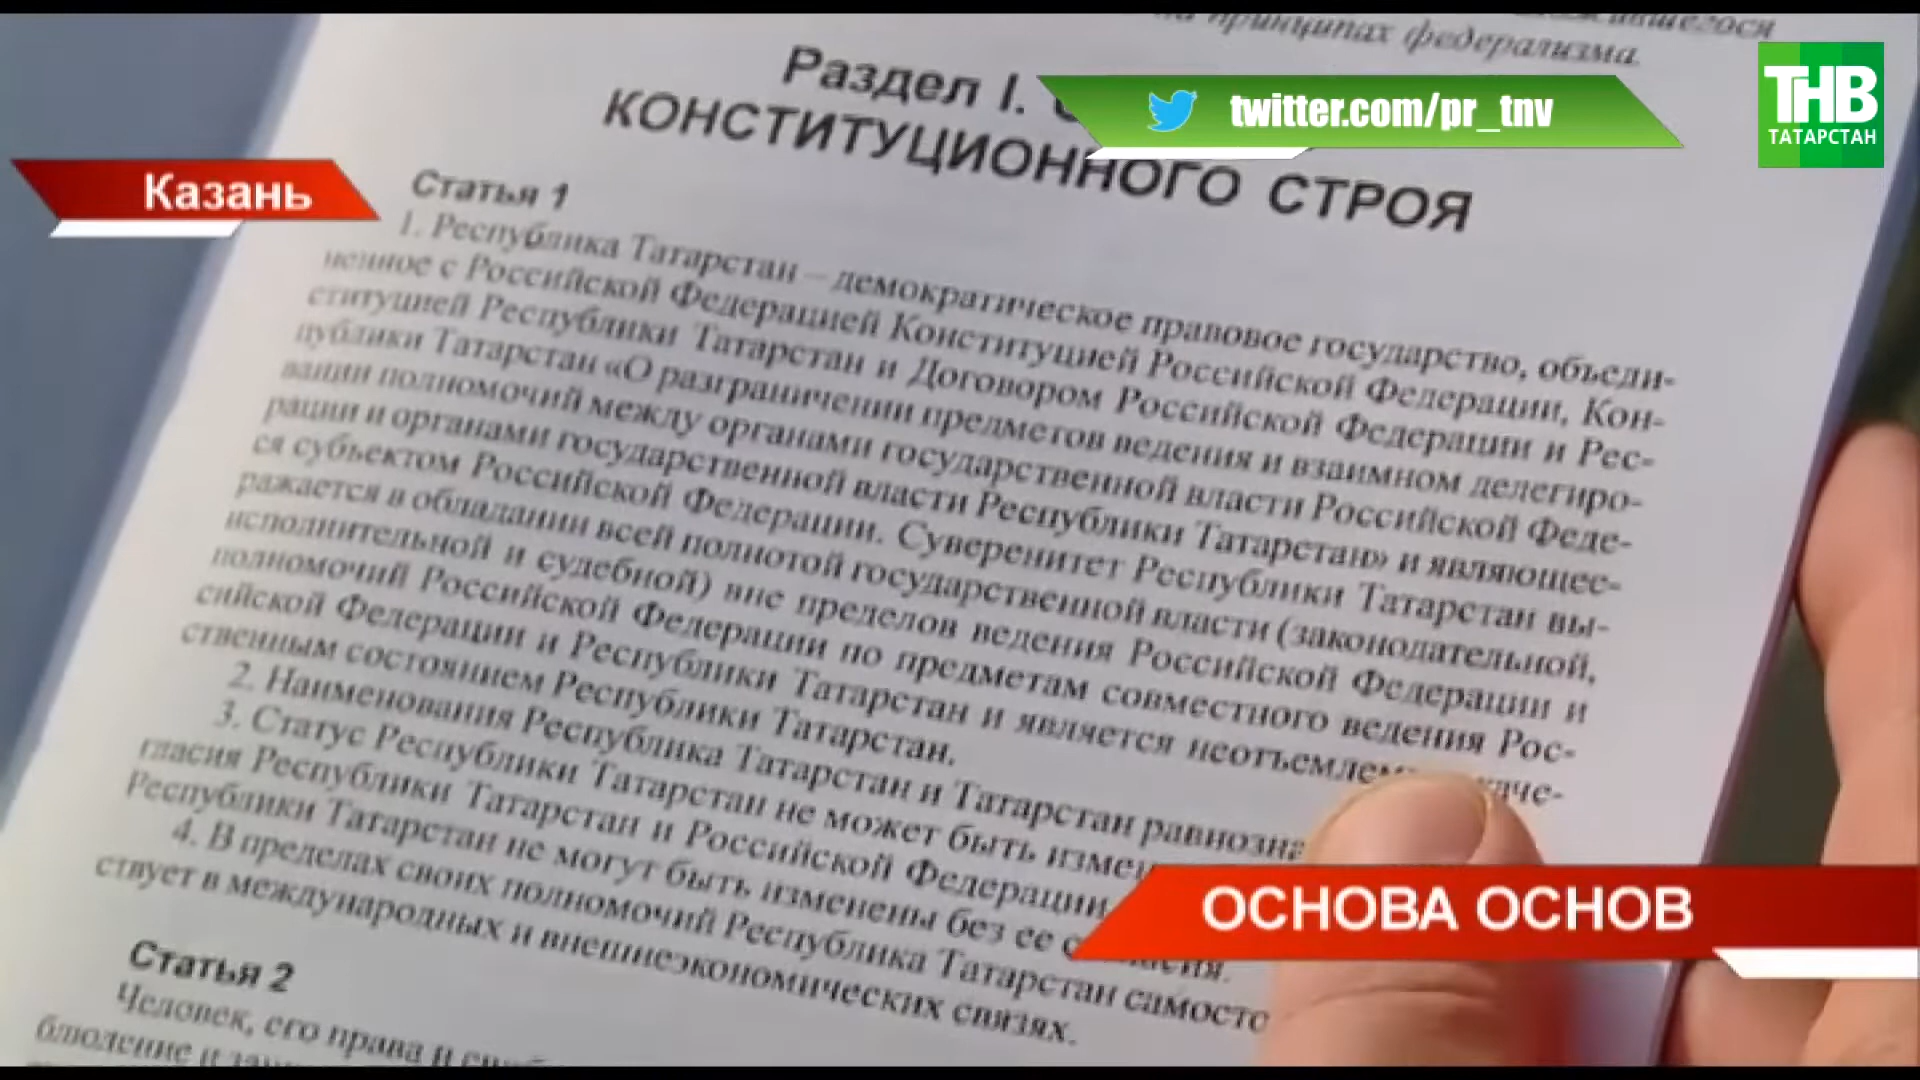 на принципах федерализма.
Раздел I.
КОНСТИТУЦИОННОГО СТРОЯ
twitter.com/pr_tnv
ТНВ
ТАТАРСТАН
Казань
Статья 1
1. Республика Татарстан – демократическое правовое государство, объеди-
ненное с Российской Федерацией Конституцией Российской Федерации, Кон-
ституцией Республики Татарстан и Договором Российской Федерации и Рес-
публики Татарстан «О разграничении предметов ведения и взаимном делегиро-
вании полномочий между органами государственной власти Российской Феде-
рации и органами государственной власти Республики Татарстан» и являющее-
ся субъектом Российской Федерации. Суверенитет Республики Татарстан вы-
ражается в обладании всей полнотой государственной власти (законодательной,
исполнительной и судебной) вне пределов ведения Российской Федерации и
полномочий Российской Федерации по предметам совместного ведения Рос-
сийской Федерации и Республики Татарстан и является неотъемлем каче-
ственным состоянием Республики Татарстан.
2. Наименования Республика Татарстан и Татарстан равнозна
3. Статус Республики Татарстан не может быть измен
гласия Республики Татарстан и Российской Федерации,
Республики Татарстан не могут быть изменены без ее с
4. В пределах своих полномочий Республика Татарстан самосто
ствует в международных и внешнеэкономических связях.
ОСНОВА ОСНОВ
Статья 2
Человек, его права и
блюдение и